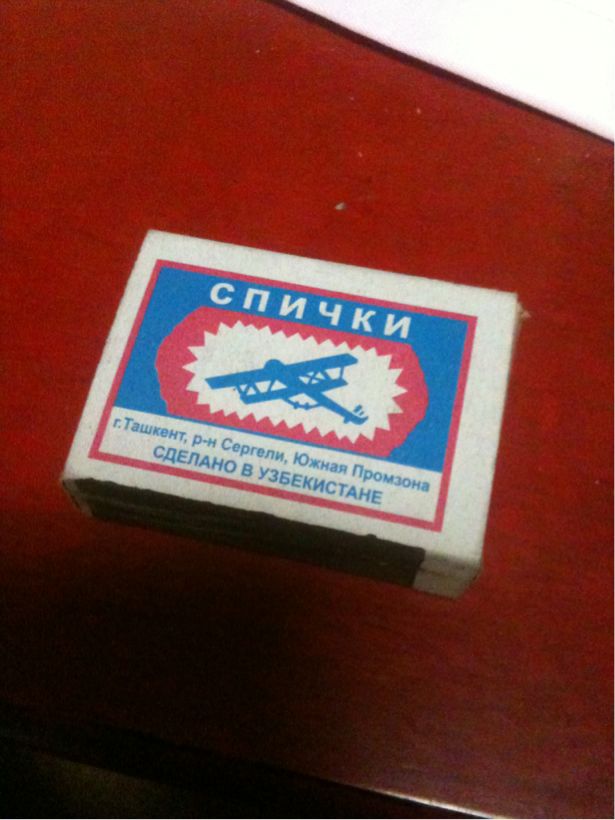 СПИЧКИ
г.Ташкент, р-н Сергели, Южная Промзона
СДЕЛАНО В УЗБЕКИСТАНЕ